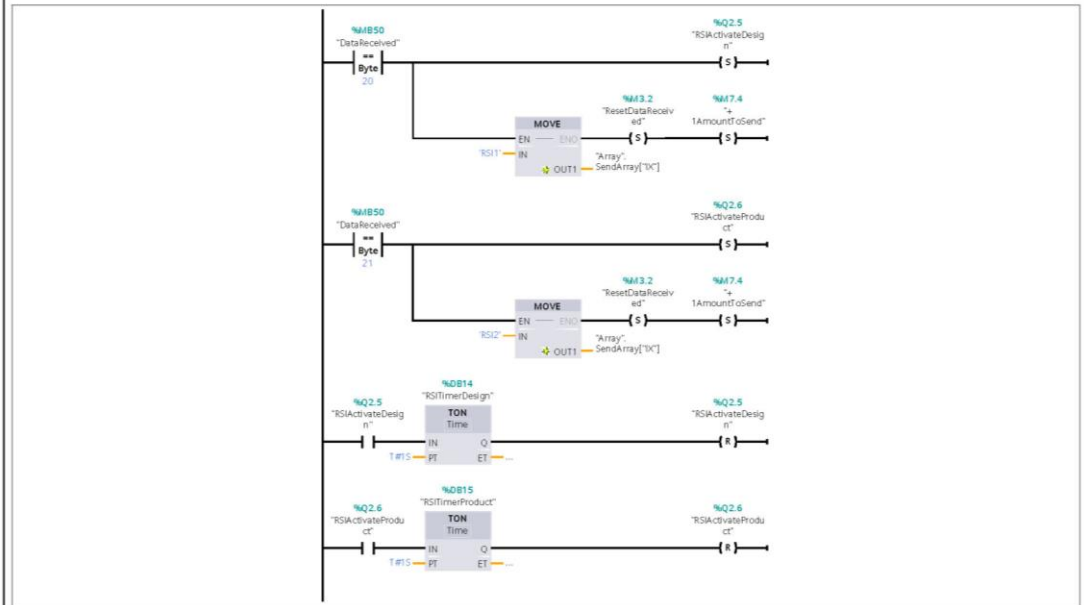 %Q2.5
%MB50
"RSIActivateDesig
"DataReceived"
n"
==
S
Byte
20
%M3.2
%M7.4
"ResetDataReceiv
"+
ed"
1AmountToSend"
MOVE
EN
ENO
S
S
'RSI1'
IN
"Array".
OUT1
SendArray["IX"]
%Q2.6
%MB50
"RSIActivateProdu
"DataReceived"
ct"
==
S
Byte
21
%M3.2
%M7.4
"ResetDataReceiv
"+
ed"
1AmountToSend"
MOVE
EN
ENO
S
S
'RSI2'
IN
"Array".
OUT1
SendArray["IX"]
%DB14
"RSITimerDesign"
%Q2.5
%Q2.5
"RSIActivateDesig
TON
"RSIActivateDesig
n"
Time
n"
IN
Q
R
T#1S
PT
ET
...
%DB15
"RSITimerProduct"
%Q2.6
%Q2.6
"RSIActivateProdu
TON
"RSIActivateProdu
ct"
Time
ct"
IN
Q
R
T#1S
PT
ET
...